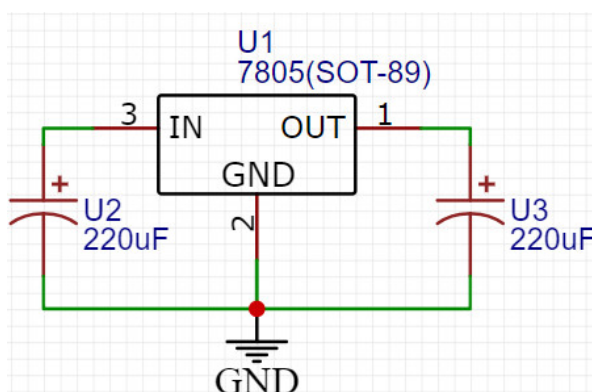 U1
7805(SOT-89)
3
IN
OUT
1
GND
2
+
U2
220uF
+
U3
220uF
GND